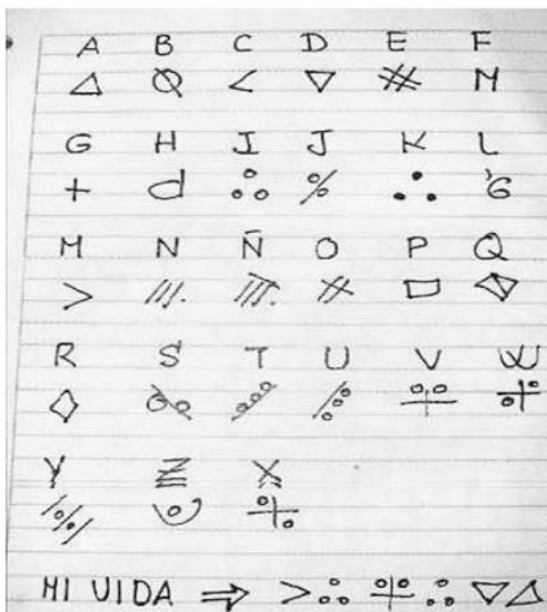 A B C D E F
△ Q < ▽ # N
G H I J K L
+ d % 'G
M N Ñ O P Q
> ///. #
R S T U V W
◇
Y Z X
MI VIDA ⇒ > ▽△